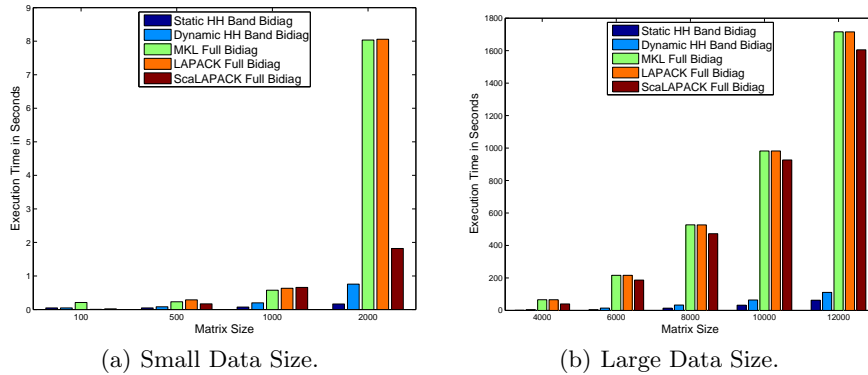 9
8
7
6
5
4
3
2
1
0
Execution Time in Seconds
Static HH Band Bidiag
Dynamic HH Band Bidiag
MKL Full Bidiag
LAPACK Full Bidiag
ScaLAPACK Full Bidiag
100 500 1000 2000
Matrix Size
(a) Small Data Size.
1800
1600
1400
1200
1000
800
600
400
200
0
Execution Time in Seconds
Static HH Band Bidiag
Dynamic HH Band Bidiag
MKL Full Bidiag
LAPACK Full Bidiag
ScaLAPACK Full Bidiag
4000 6000 8000 10000 12000
Matrix Size
(b) Large Data Size.